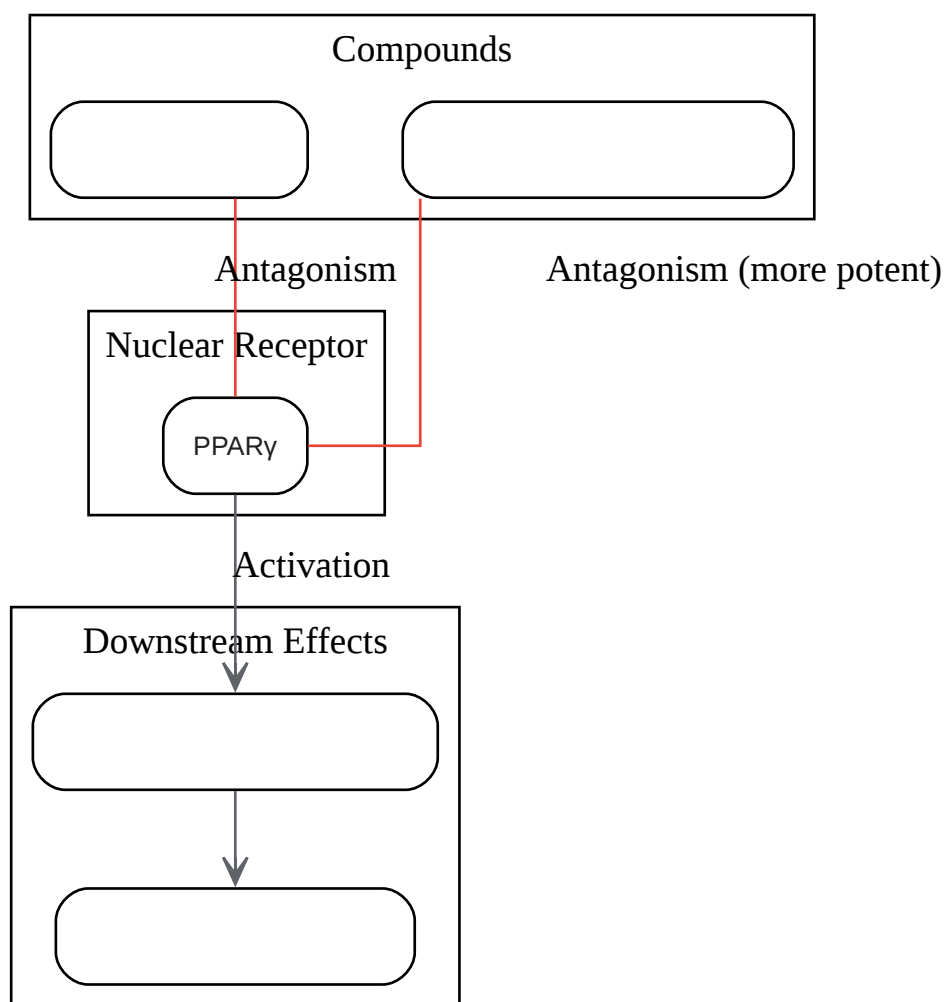 Compounds
Antagonism
Antagonism (more potent)
Nuclear Receptor
PPARγ
Activation
Downstream Effects